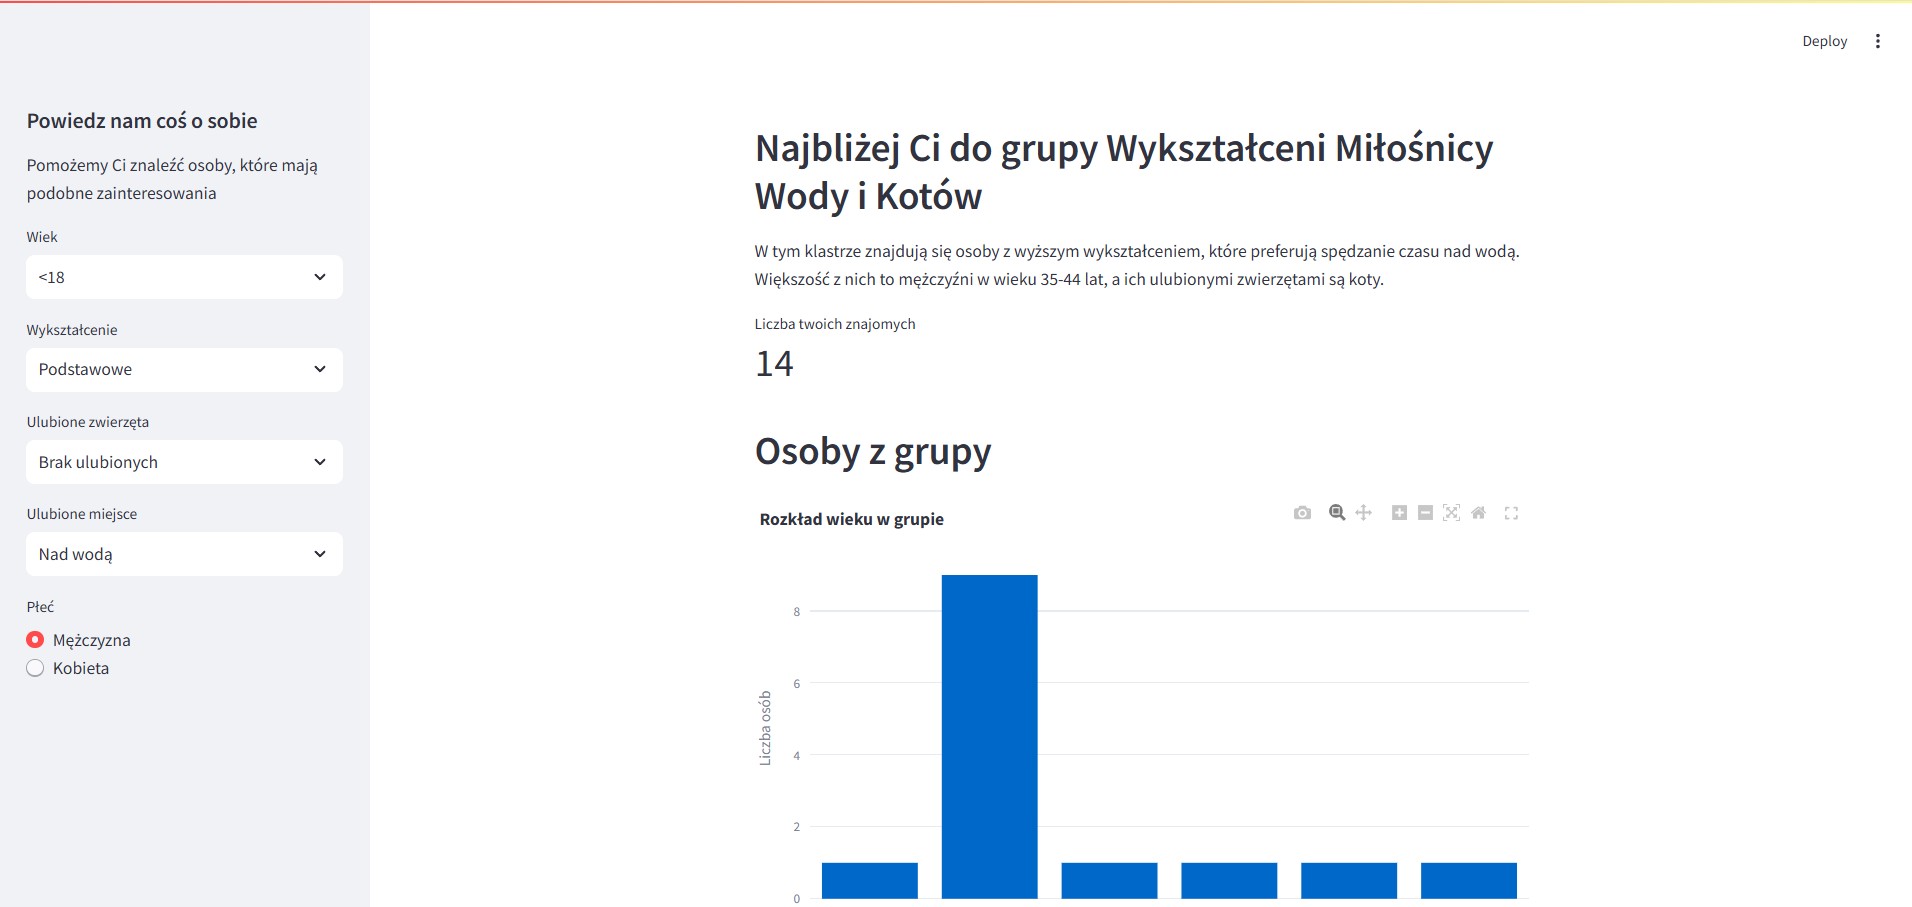 Deploy
Powiedz nam coś o sobie
Pomożemy Ci znaleźć osoby, które mają
podobne zainteresowania
Wiek
<18
Wykształcenie
Podstawowe
Ulubione zwierzęta
Brak ulubionych
Ulubione miejsce
Nad wodą
Płeć
Mężczyzna
Kobieta
Najbliżej Ci do grupy Wykształceni Miłośnicy
Wody i Kotów
W tym klastrze znajdują się osoby z wyższym wykształceniem, które preferują spędzanie czasu nad wodą.
Większość z nich to mężczyźni w wieku 35-44 lat, a ich ulubionymi zwierzętami są koty.
Liczba twoich znajomych
14
Osoby z grupy
Rozkład wieku w grupie
Liczba osób
8
6
4
2
0